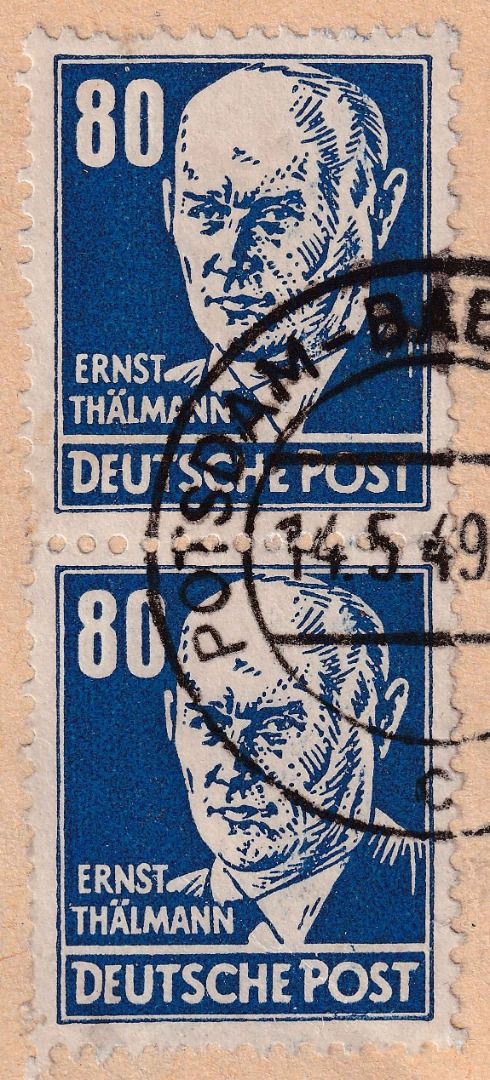 80
ERNST
THÄLMANN
DEUTSCHE POST
POTSDAM-BAB
14.5.49
80
ERNST
THÄLMANN
DEUTSCHE POST
c